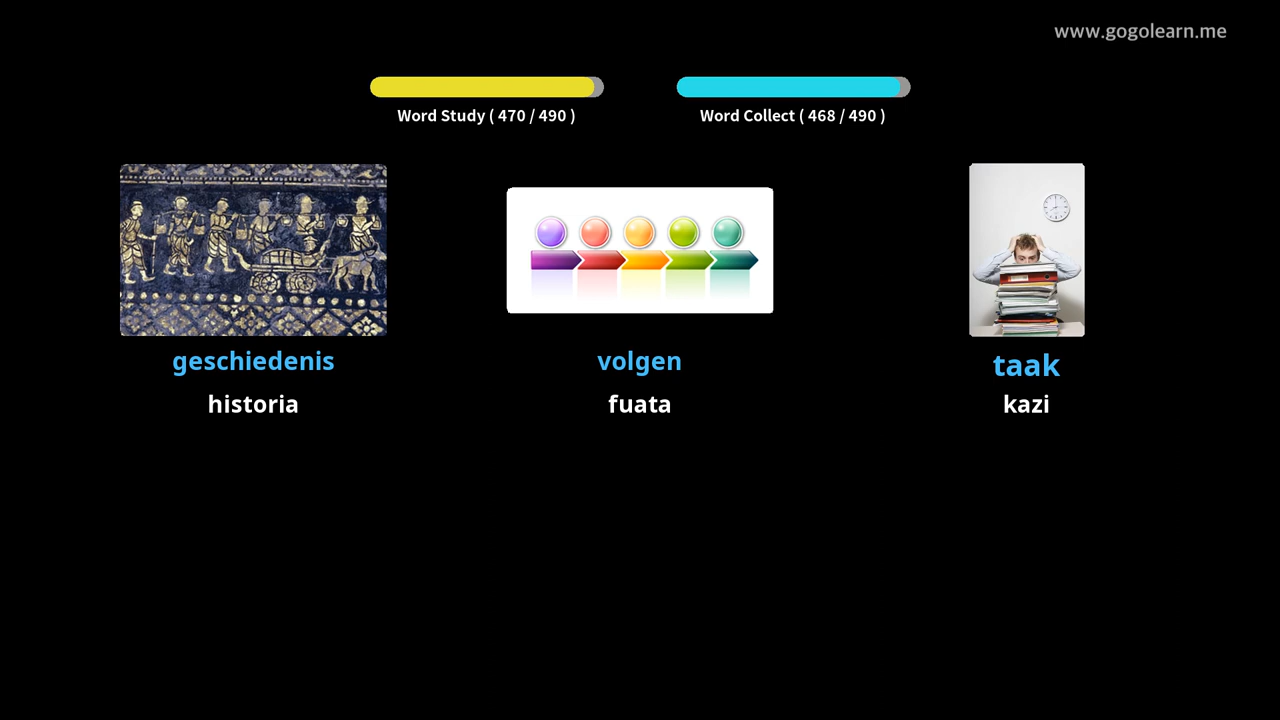 www.gogolearn.me
Word Study ( 470 / 490 )
Word Collect ( 468 / 490 )
geschiedenis
historia
volgen
fuata
taak
kazi